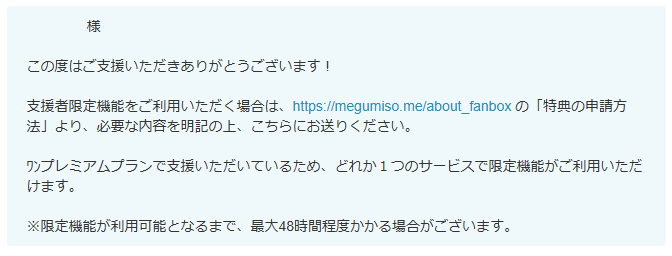 様
この度はご支援いただきありがとうございます！
支援者限定機能をご利用いただく場合は、https://megumiso.me/about_fanbox の「特典の申請方
法」より、必要な内容を明記の上、こちらにお送りください。
ﾜﾝプレミアムプランで支援いただいているため、どれか１つのサービスで限定機能がご利用いただ
けます。
※限定機能が利用可能となるまで、最大48時間程度かかる場合がございます。